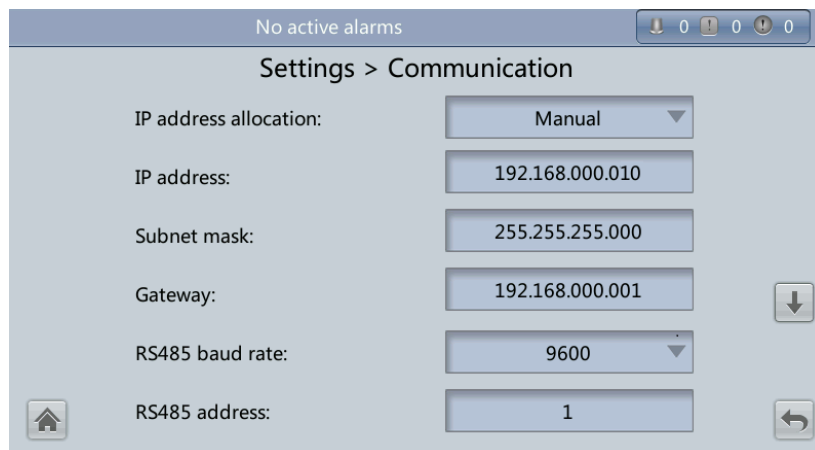 No active alarms
0 0 0
Settings > Communication
IP address allocation: Manual
IP address: 192.168.000.010
Subnet mask: 255.255.255.000
Gateway: 192.168.000.001
RS485 baud rate: 9600
RS485 address: 1